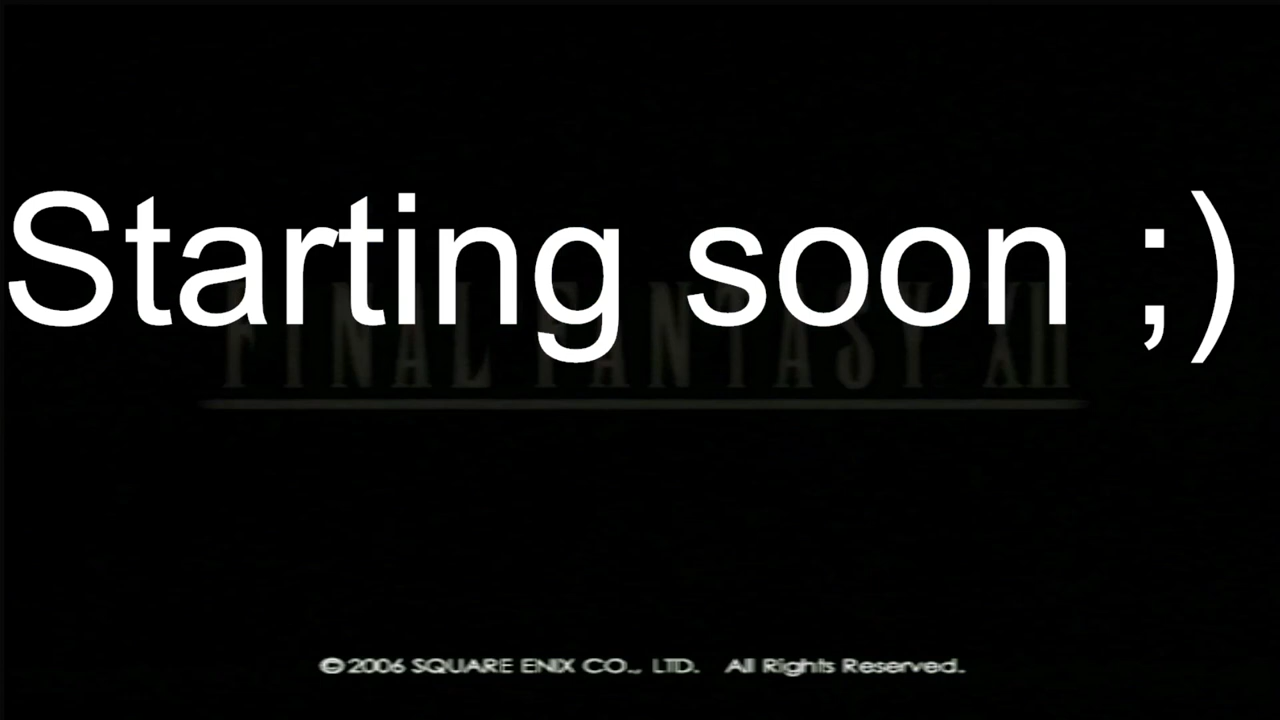 Starting soon ;)
FINAL FANTASY XII
©2006 SQUARE ENIX CO., LTD. All Rights Reserved.